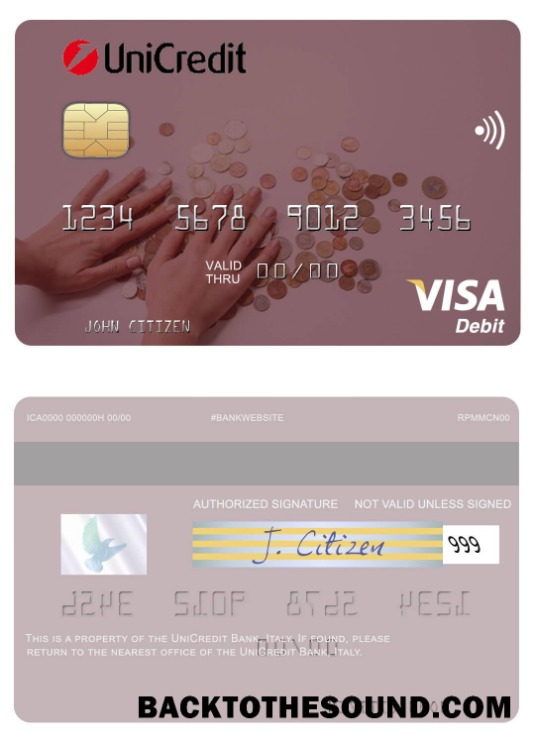 UniCredit
1234 5678 9012 3456
VALID THRU 00/00
JOHN CITIZEN
VISA
Debit
ICA0000 000000H 00/00 #BANKWEBSITE RPMMCN00
AUTHORIZED SIGNATURE NOT VALID UNLESS SIGNED
J. Citizen 999
THIS IS A PROPERTY OF THE UNICREDIT BANK, ITALY. IF FOUND, PLEASE
RETURN TO THE NEAREST OFFICE OF THE UNICREDIT BANK, ITALY.
BACKTOTHESOUND.COM